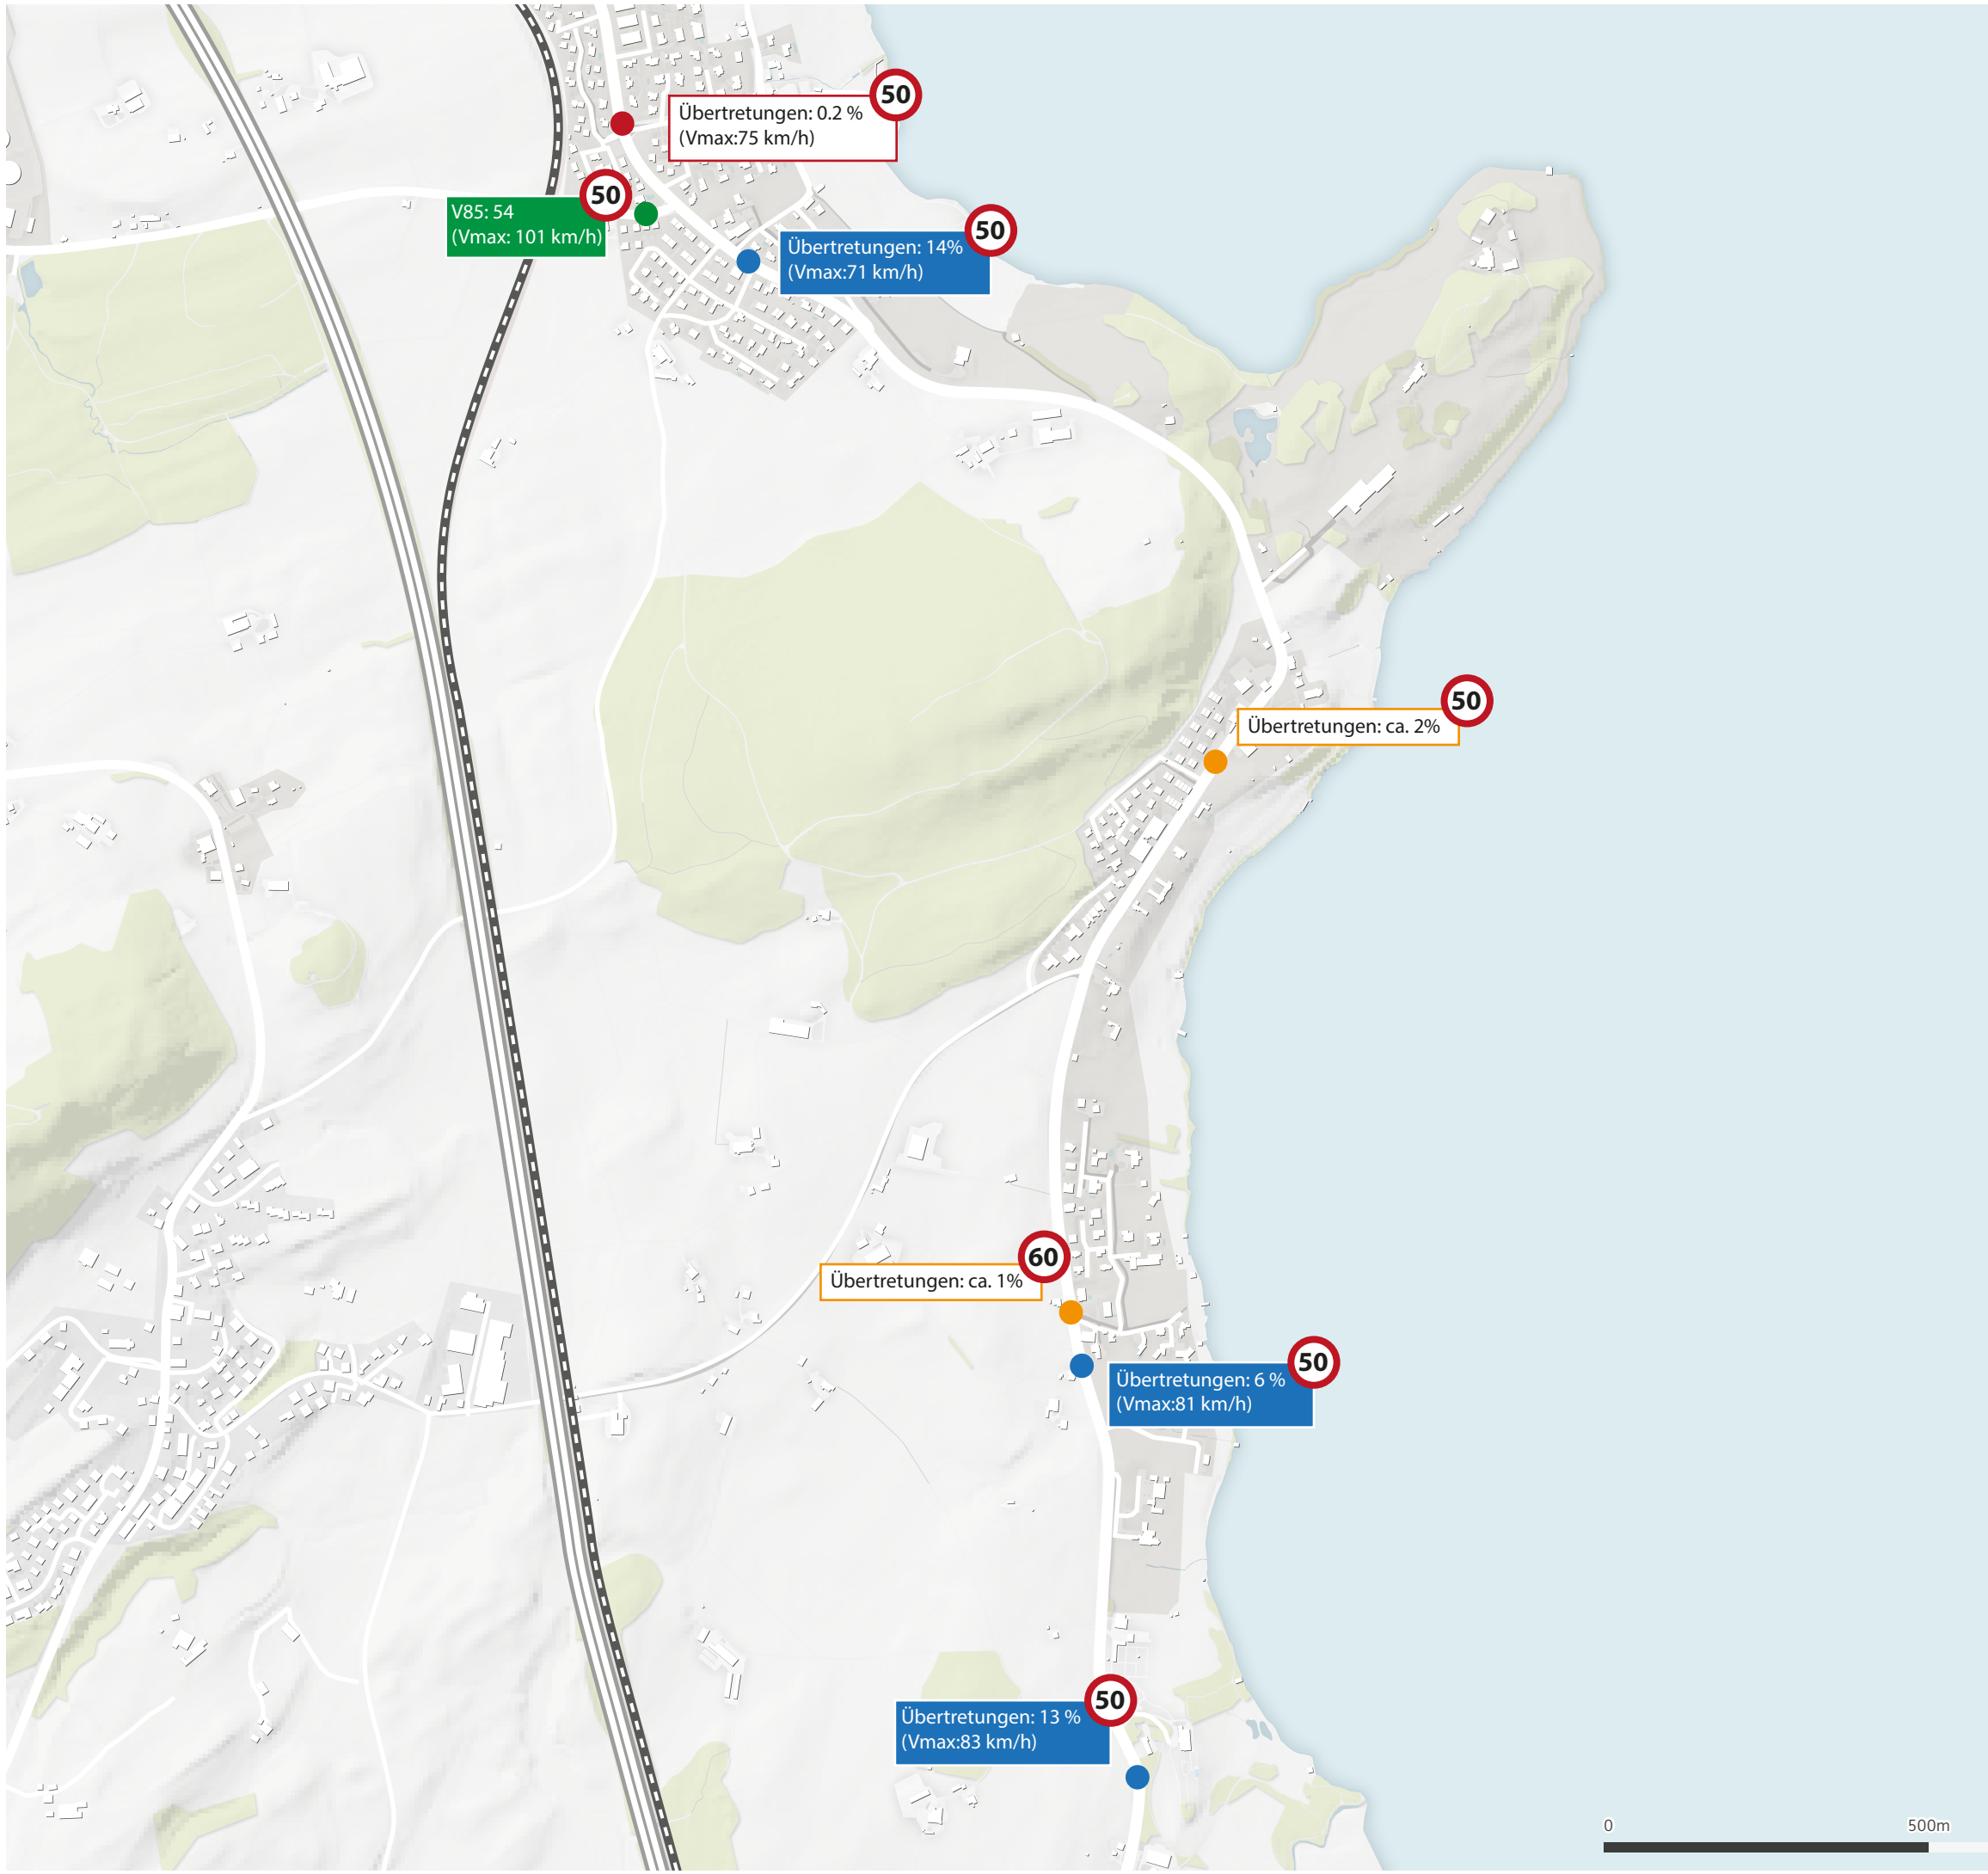 50
Übertretungen: 0.2 %
(Vmax:75 km/h)
50
V85: 54
(Vmax: 101 km/h)
50
Übertretungen: 14%
(Vmax:71 km/h)
50
Übertretungen: ca. 2%
60
Übertretungen: ca. 1%
50
Übertretungen: 6 %
(Vmax:81 km/h)
50
Übertretungen: 13 %
(Vmax:83 km/h)
0 500m